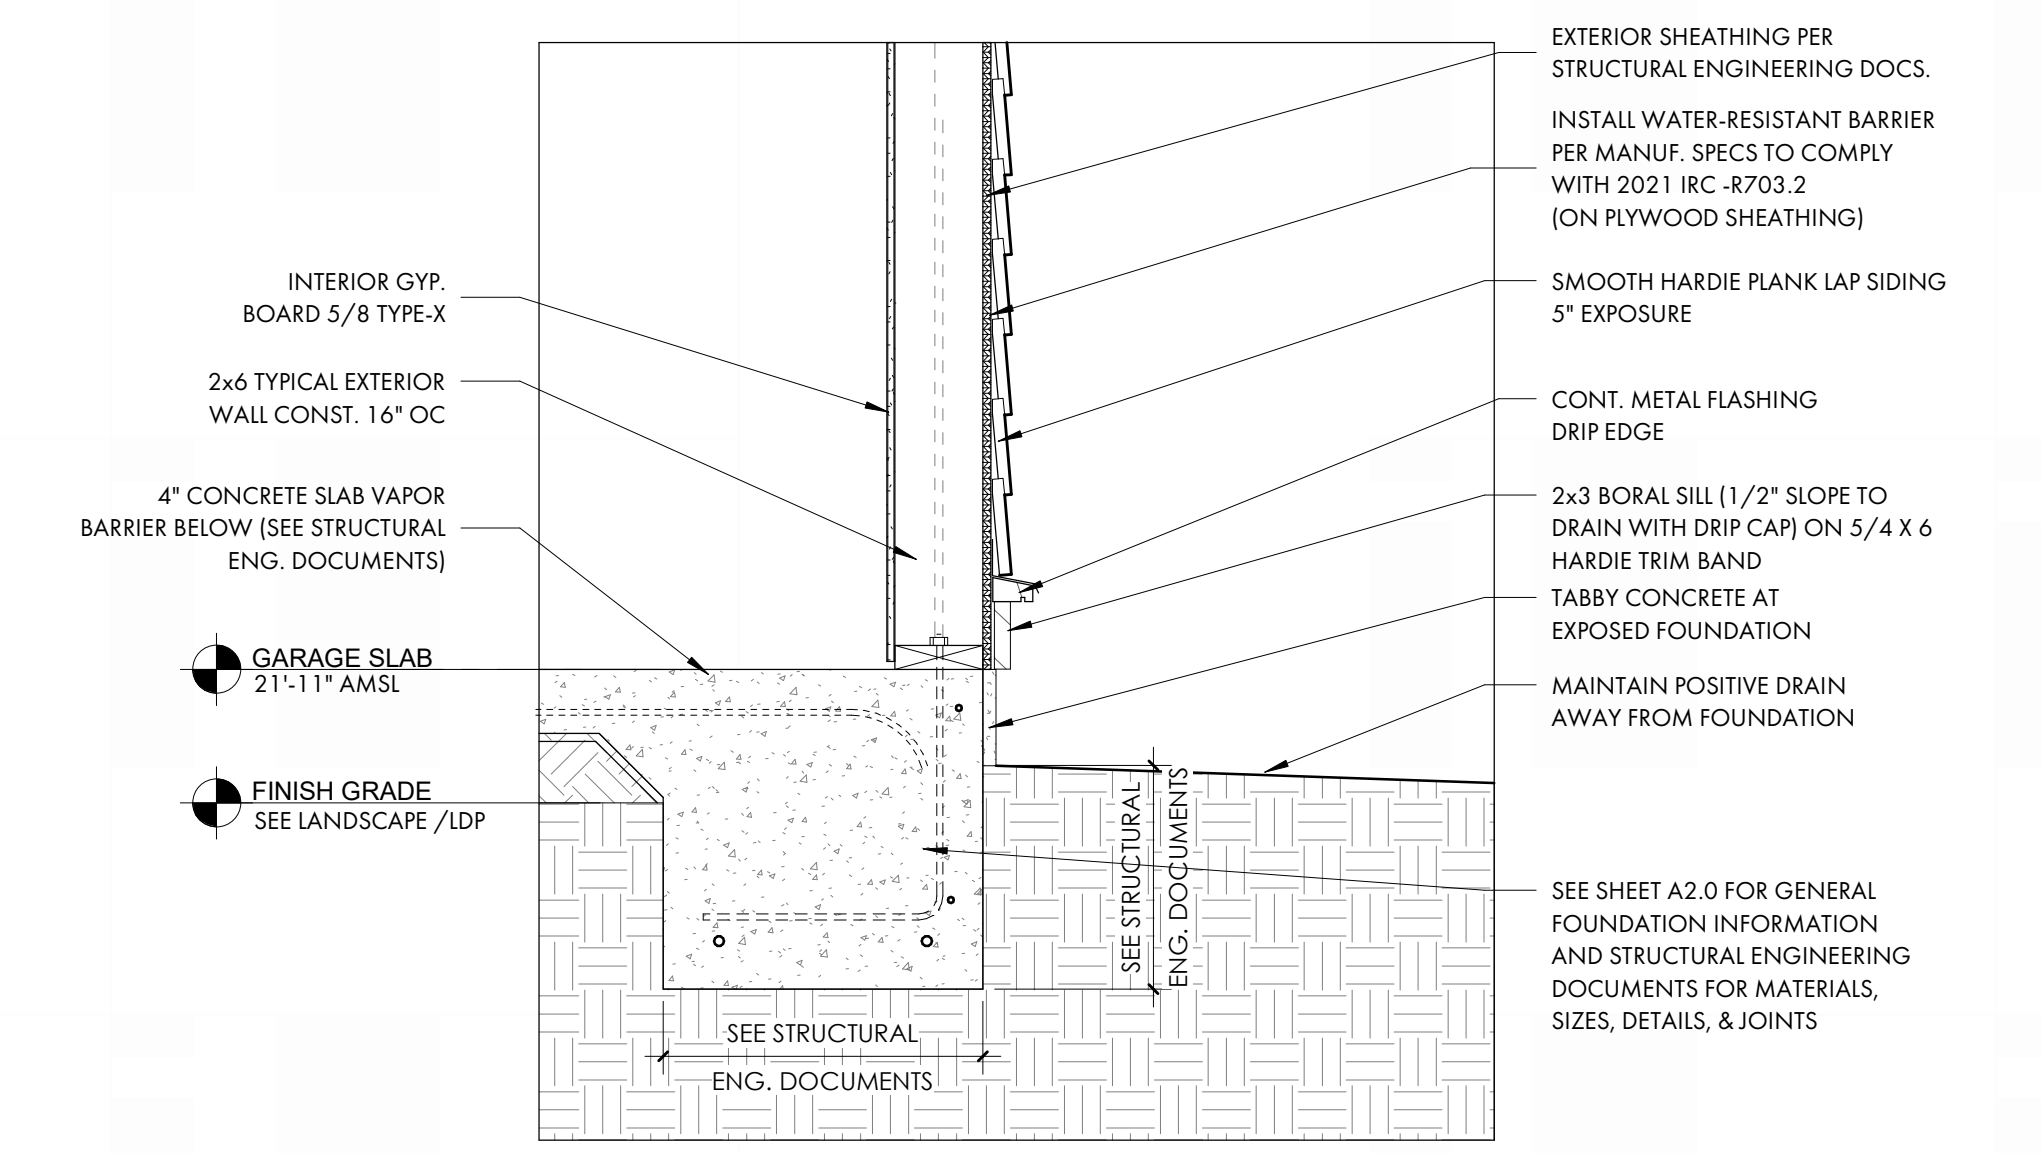 EXTERIOR SHEATHING PER
STRUCTURAL ENGINEERING DOCS.
INSTALL WATER-RESISTANT BARRIER
PER MANUF. SPECS TO COMPLY
WITH 2021 IRC -R703.2
(ON PLYWOOD SHEATHING)
INTERIOR GYP.
BOARD 5/8 TYPE-X
SMOOTH HARDIE PLANK LAP SIDING
5" EXPOSURE
2x6 TYPICAL EXTERIOR
WALL CONST. 16" OC
CONT. METAL FLASHING
DRIP EDGE
4" CONCRETE SLAB VAPOR
BARRIER BELOW (SEE STRUCTURAL
ENG. DOCUMENTS)
2x3 BORAL SILL (1/2" SLOPE TO
DRAIN WITH DRIP CAP) ON 5/4 X 6
HARDIE TRIM BAND
TABBY CONCRETE AT
EXPOSED FOUNDATION
GARAGE SLAB
21'-11" AMSL
MAINTAIN POSITIVE DRAIN
AWAY FROM FOUNDATION
FINISH GRADE
SEE LANDSCAPE /LDP
SEE STRUCTURAL
ENG. DOCUMENTS
SEE SHEET A2.0 FOR GENERAL
FOUNDATION INFORMATION
AND STRUCTURAL ENGINEERING
DOCUMENTS FOR MATERIALS,
SIZES, DETAILS, & JOINTS
SEE STRUCTURAL
ENG. DOCUMENTS